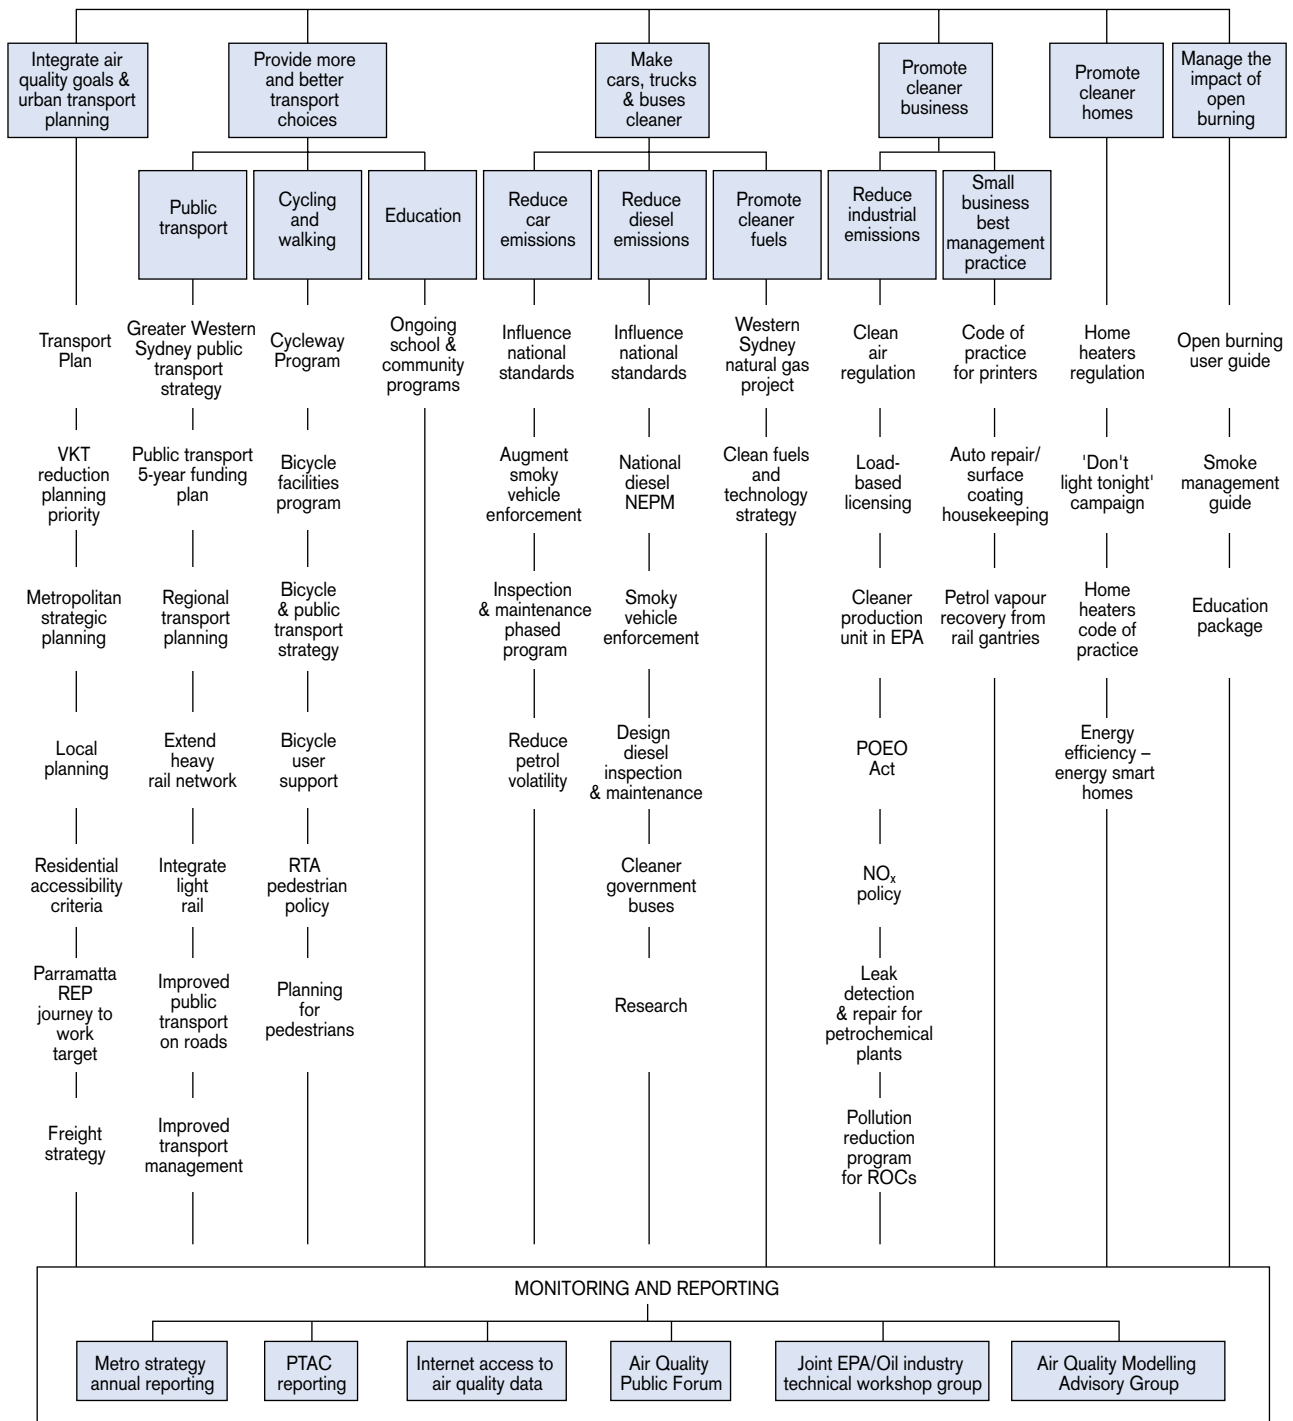 Integrate air
quality goals &
urban transport
planning
Provide more
and better
transport
choices
Make
cars, trucks
& buses
cleaner
Promote
cleaner
business
Promote
cleaner
homes
Manage the
impact of
open
burning
Public
transport
Cycling
and
walking
Education
Reduce
car
emissions
Reduce
diesel
emissions
Promote
cleaner
fuels
Reduce
industrial
emissions
Small
business
best
management
practice
Transport
Plan
VKT
reduction
planning
priority
Metropolitan
strategic
planning
Local
planning
Residential
accessibility
criteria
Parramatta
REP
journey to
work
target
Freight
strategy
Greater Western
Sydney public
transport
strategy
Public transport
5-year funding
plan
Regional
transport
planning
Extend
heavy
rail network
Integrate
light
rail
Improved
public
transport
on roads
Improved
transport
management
Cycleway
Program
Bicycle
facilities
program
Bicycle
& public
transport
strategy
Bicycle
user
support
RTA
pedestrian
policy
Planning
for
pedestrians
Ongoing
school &
community
programs
Influence
national
standards
Augment
smoky
vehicle
enforcement
Inspection
& maintenance
phased
program
Reduce
petrol
volatility
Influence
national
standards
National
diesel
NEPM
Smoky
vehicle
enforcement
Design
diesel
inspection
& maintenance
Cleaner
government
buses
Research
Western
Sydney
natural gas
project
Clean fuels
and
technology
strategy
Clean
air
regulation
Load-
based
licensing
Cleaner
production
unit in EPA
POEO
Act
NOₓ
policy
Leak
detection
& repair for
petrochemical
plants
Pollution
reduction
program
for ROCs
Code of
practice
for printers
Auto repair/
surface
coating
housekeeping
Petrol vapour
recovery from
rail gantries
Home
heaters
regulation
'Don't
light tonight'
campaign
Home
heaters
code of
practice
Energy
efficiency –
energy smart
homes
Open burning
user guide
Smoke
management
guide
Education
package
MONITORING AND REPORTING
Metro strategy
annual reporting
PTAC
reporting
Internet access to
air quality data
Air Quality
Public Forum
Joint EPA/Oil industry
technical workshop group
Air Quality Modelling
Advisory Group